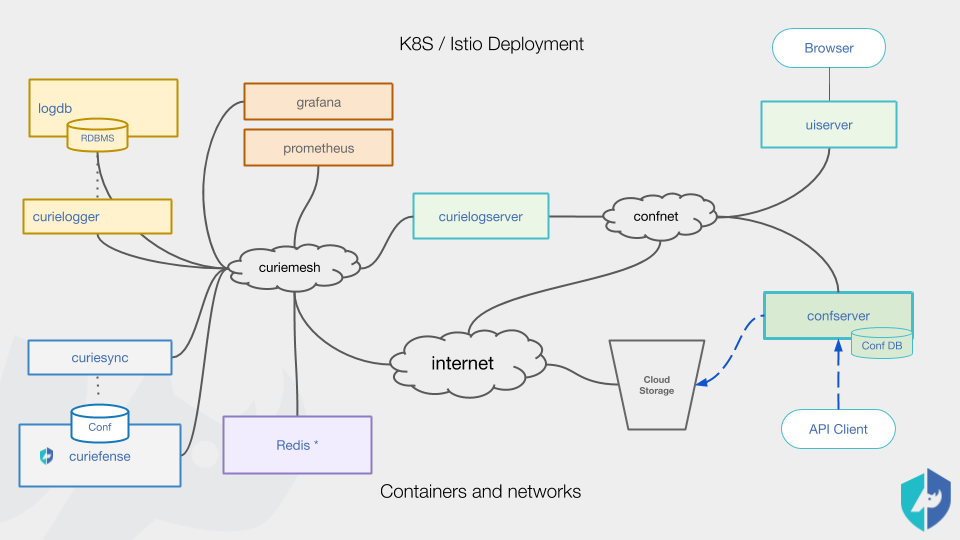 K8S / Istio Deployment
Browser
logdb
RDBMS
grafana
prometheus
uiserver
curielogger
curielogserver
confnet
curiemesh
confserver
Conf DB
curiesync
internet
Cloud
Storage
Conf
curiefense
Redis *
API Client
Containers and networks